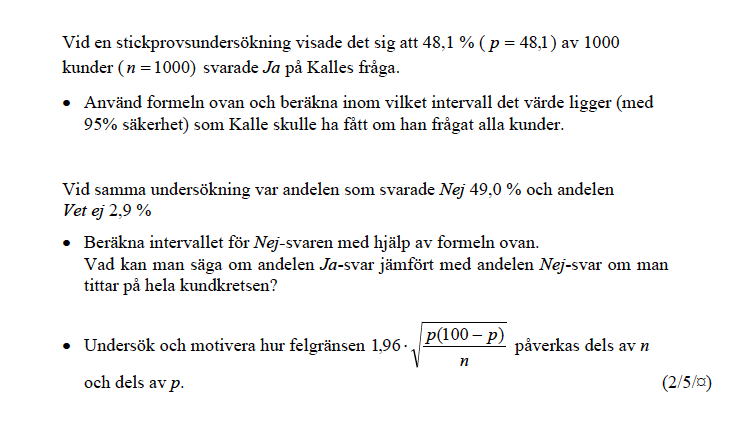 Vid en stickprovsundersökning visade det sig att 48,1 % ( p = 48,1 ) av 1000
kunder ( n = 1000 ) svarade Ja på Kalles fråga.
• Använd formeln ovan och beräkna inom vilket intervall det värde ligger (med
95% säkerhet) som Kalle skulle ha fått om han frågat alla kunder.
Vid samma undersökning var andelen som svarade Nej 49,0 % och andelen
Vet ej 2,9 %
• Beräkna intervallet för Nej-svaren med hjälp av formeln ovan.
Vad kan man säga om andelen Ja-svar jämfört med andelen Nej-svar om man
tittar på hela kundkretsen?
• Undersök och motivera hur felgränsen 1,96 · √(p(100 − p)/n) påverkas dels av n
och dels av p. (2/5/¤)